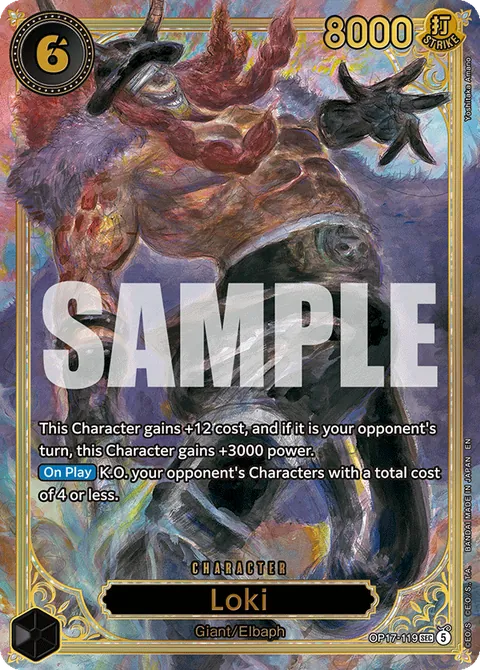 6
8000
打
STRIKE
Yoshitaka Amano
SAMPLE
This Character gains +12 cost, and if it is your opponent's
turn, this Character gains +3000 power.
On Play K.O. your opponent's Characters with a total cost
of 4 or less.
BANDAI MADE IN JAPAN EN
CHARACTER
Loki
Giant/Elbaph
OP17-119 SEC 5